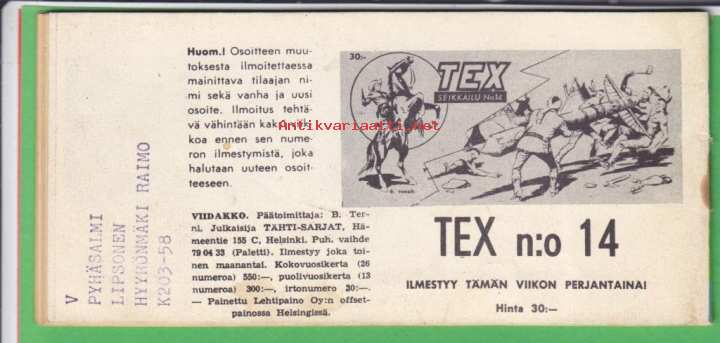 Huom.! Osoitteen muu-
toksesta ilmoitettaessa
mainittava tilaajan ni-
mi sekä vanha ja uusi
osoite. Ilmoitus tehtä-
vä vähintään
koa ennen sen nume-
ron ilmestymistä, joka
halutaan uuteen osoit-
teeseen.
VIIDAKKO. Päätoimittaja: B. Ter-
ni. Julkaisija TÄHTI-SARJAT, Hä-
meentie 155 C, Helsinki. Puh. vaihde
79 04 33 (Paletti). Ilmestyy joka toi-
nen maanantai. Kokovuosikerta (26
numeroa) 550:—, puolivuosikerta (13
numeroa) 300:—, irtonumero 30:—.
— Painettu Lehtipaino Oy:n offset-
painossa Helsingissä.
30:-
TEX
SEIKKAILU No:14
Antikvariaatti.net
TEX n:o 14
ILMESTYY TÄMÄN VIIKON PERJANTAINA!
Hinta 30:—
V
PYHÄSALMI
LIPSONEN
HYYRÖNMÄKI RAIMO
K203-58